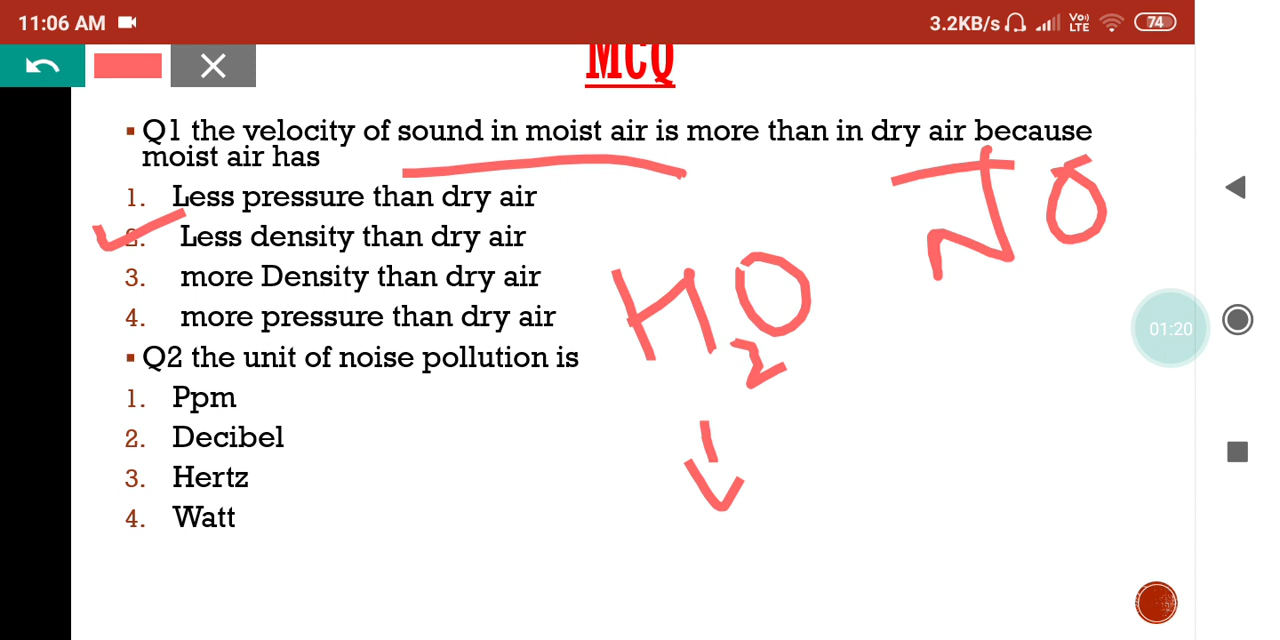 11:06 AM 3.2KB/s Vo) LTE 74
MCQ
▪ Q1 the velocity of sound in moist air is more than in dry air because
moist air has
1. Less pressure than dry air
2. Less density than dry air
3. more Density than dry air
4. more pressure than dry air
▪ Q2 the unit of noise pollution is
1. Ppm
2. Decibel
3. Hertz
4. Watt
H2O
01:20